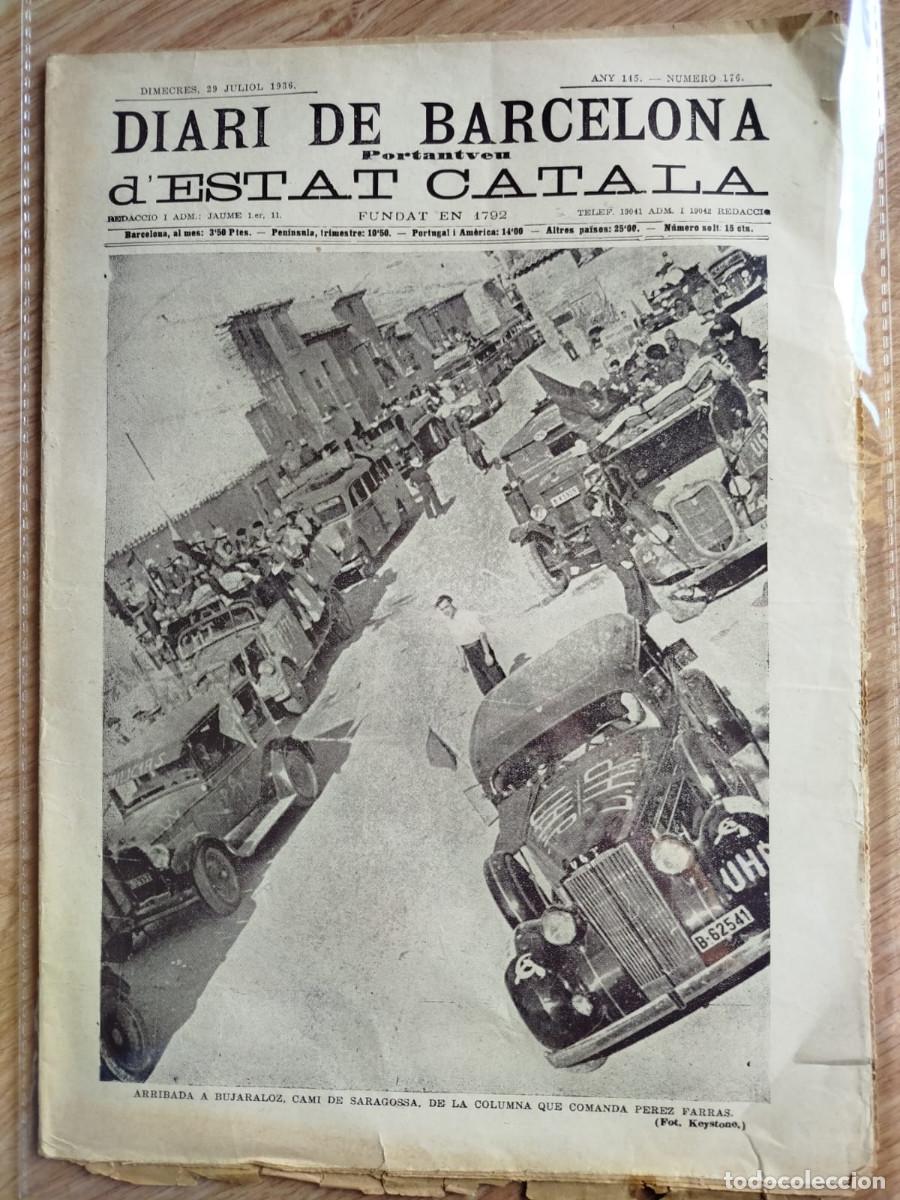 DIMECRES, 29 JULIOL 1936.
ANY 145. — NUMERO 176.
DIARI DE BARCELONA
Portantveu
d'ESTAT CATALA
REDACCIO I ADM.: JAUME 1.er, 11.
FUNDAT EN 1792
TELEF. 19041 ADM. I 19042 REDACCIO
Barcelona, al mes: 3'50 Ptes. — Península, trimestre: 10'50. — Portugal i Amèrica: 14'00 — Altres països: 25'00. — Número solt: 15 cts.
U.H.P.
UHP
B-62541
ARRIBADA A BUJARALOZ, CAMI DE SARAGOSSA, DE LA COLUMNA QUE COMANDA PEREZ FARRAS.
(Fot. Keystone.)
todocoleccion